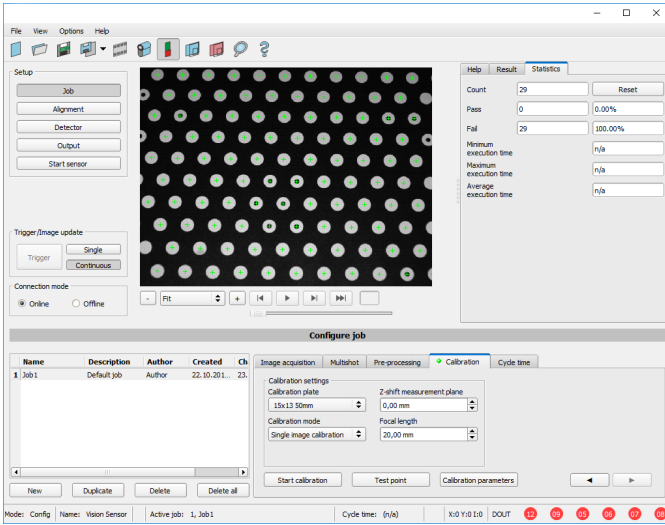 File View Options Help
Setup
Job
Alignment
Detector
Output
Start sensor
Trigger/Image update
Trigger
Single
Continuous
Connection mode
Online Offline
- Fit +
Help Result Statistics
Count 29 Reset
Pass 0 0.00%
Fail 29 100.00%
Minimum
execution time n/a
Maximum
execution time n/a
Average
execution time n/a
Configure job
Name Description Author Created Ch
1 Job1 Default job Author 22.10.201... 23.
New Duplicate Delete Delete all
Image acquisition Multishot Pre-processing Calibration Cycle time
Calibration settings
Calibration plate Z-shift measurement plane
15x13 50mm 0,00 mm
Calibration mode Focal length
Single image calibration 20,00 mm
Start calibration Test point Calibration parameters
Mode: Config Name: Vision Sensor Active job: 1, Job1 Cycle time: (n/a) X:0 Y:0 I:0 DOUT 12 09 05 06 07 08